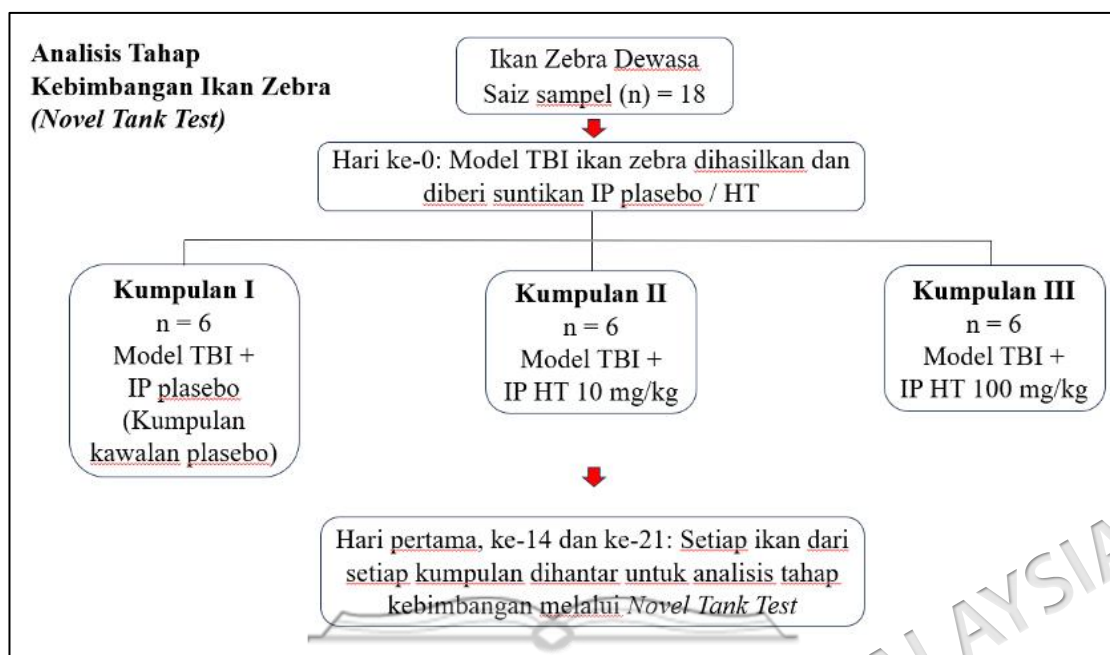 Analisis Tahap
Kebimbangan Ikan Zebra
(Novel Tank Test)
Ikan Zebra Dewasa
Saiz sampel (n) = 18
Hari ke-0: Model TBI ikan zebra dihasilkan dan
diberi suntikan IP plasebo / HT
Kumpulan I
n = 6
Model TBI +
IP plasebo
(Kumpulan
kawalan plasebo)
Kumpulan II
n = 6
Model TBI +
IP HT 10 mg/kg
Kumpulan III
n = 6
Model TBI +
IP HT 100 mg/kg
Hari pertama, ke-14 dan ke-21: Setiap ikan dari
setiap kumpulan dihantar untuk analisis tahap
kebimbangan melalui Novel Tank Test